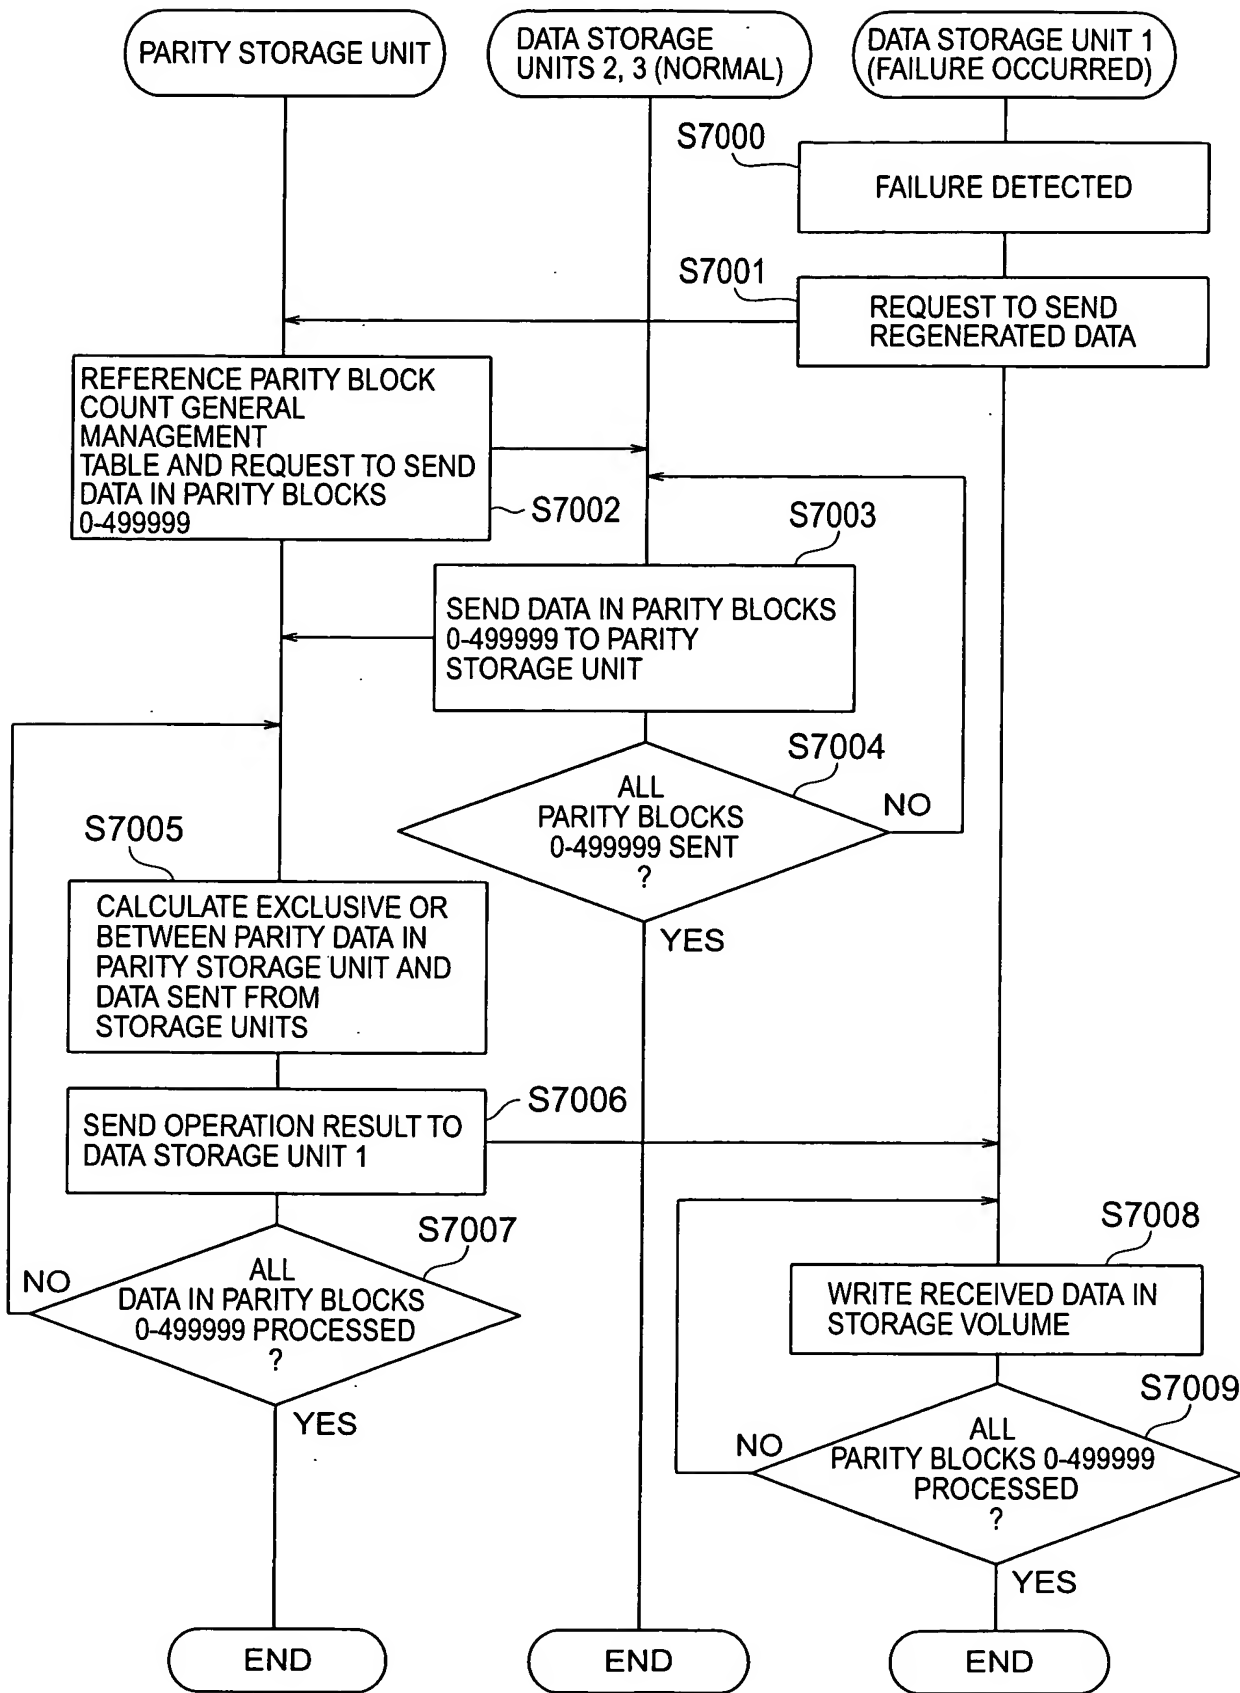 PARITY STORAGE UNIT
DATA STORAGE
UNITS 2, 3 (NORMAL)
DATA STORAGE UNIT 1
(FAILURE OCCURRED)
S7000
FAILURE DETECTED
S7001
REQUEST TO SEND
REGENERATED DATA
REFERENCE PARITY BLOCK
COUNT GENERAL
MANAGEMENT
TABLE AND REQUEST TO SEND
DATA IN PARITY BLOCKS
0-499999
S7002
S7003
SEND DATA IN PARITY BLOCKS
0-499999 TO PARITY
STORAGE UNIT
S7004
ALL
PARITY BLOCKS
0-499999 SENT
?
NO
YES
S7005
CALCULATE EXCLUSIVE OR
BETWEEN PARITY DATA IN
PARITY STORAGE UNIT AND
DATA SENT FROM
STORAGE UNITS
S7006
SEND OPERATION RESULT TO
DATA STORAGE UNIT 1
S7007
ALL
DATA IN PARITY BLOCKS
0-499999 PROCESSED
?
NO
YES
S7008
WRITE RECEIVED DATA IN
STORAGE VOLUME
S7009
ALL
PARITY BLOCKS 0-499999
PROCESSED
?
NO
YES
END
END
END